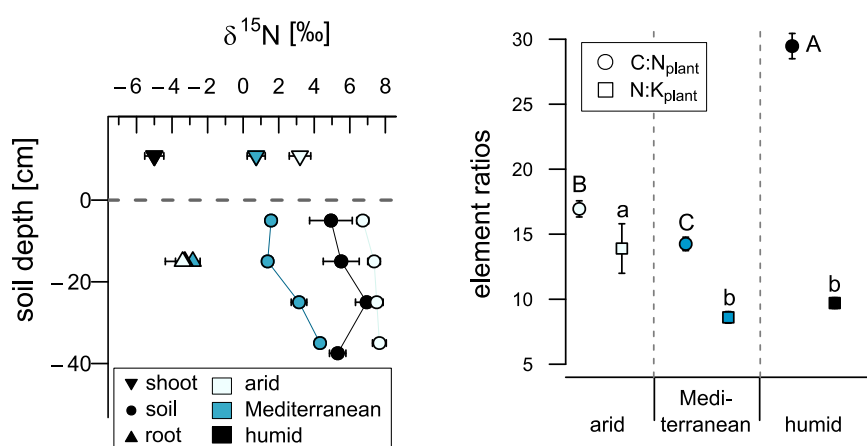 δ¹⁵N [‰]
−6 −4 −2 0 2 4 6 8
soil depth [cm]
0
−20
−40
shoot
soil
root
arid
Mediterranean
humid
element ratios
30
25
20
15
10
5
C:Nplant
N:Kplant
B
a
C
b
A
b
arid
Medi-
terranean
humid